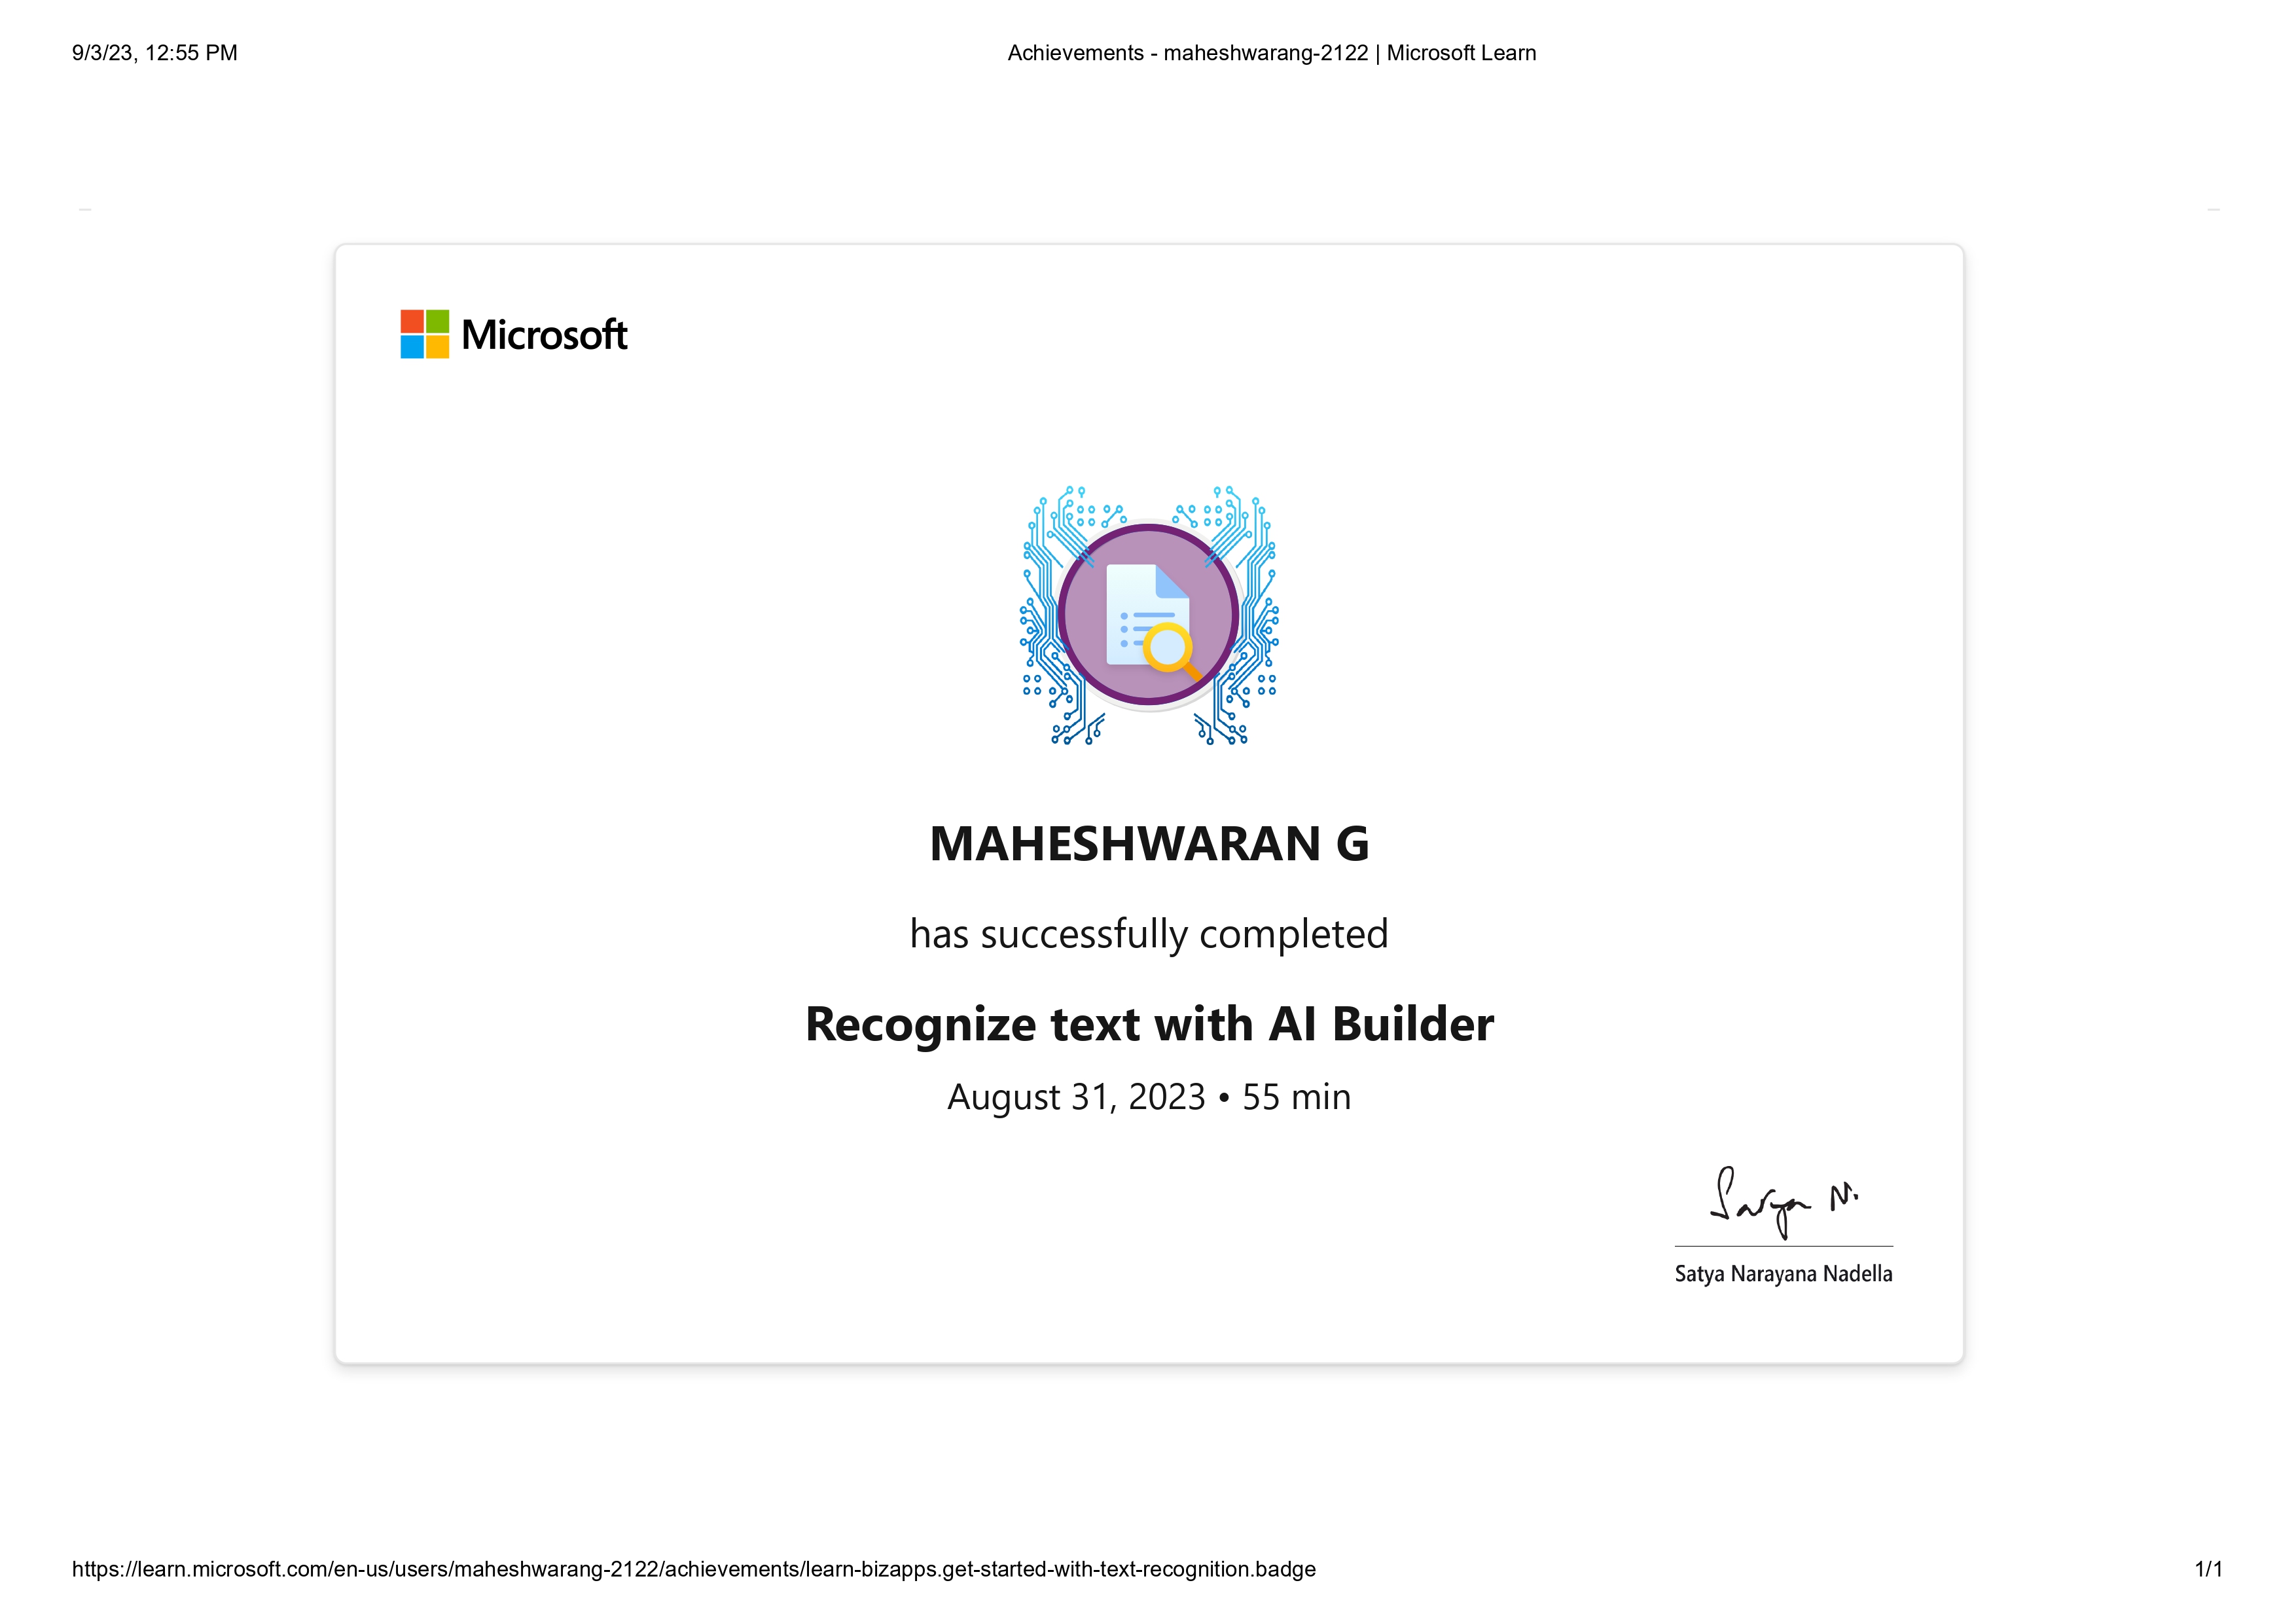 9/3/23, 12:55 PM
Achievements - maheshwarang-2122 | Microsoft Learn
Microsoft
MAHESHWARAN G
has successfully completed
Recognize text with AI Builder
August 31, 2023 • 55 min
Satya N.
Satya Narayana Nadella
https://learn.microsoft.com/en-us/users/maheshwarang-2122/achievements/learn-bizapps.get-started-with-text-recognition.badge
1/1